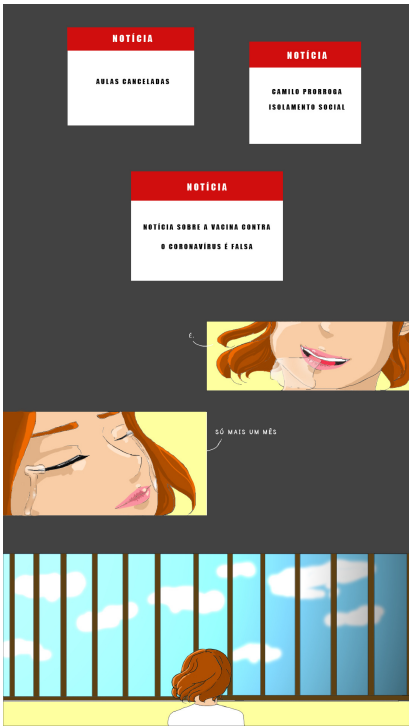 NOTÍCIA
AULAS CANCELADAS
NOTÍCIA
CAMILO PRORROGA
ISOLAMENTO SOCIAL
NOTÍCIA
NOTÍCIA SOBRE A VACINA CONTRA
O CORONAVÍRUS É FALSA
É,
SÓ MAIS UM MÊS